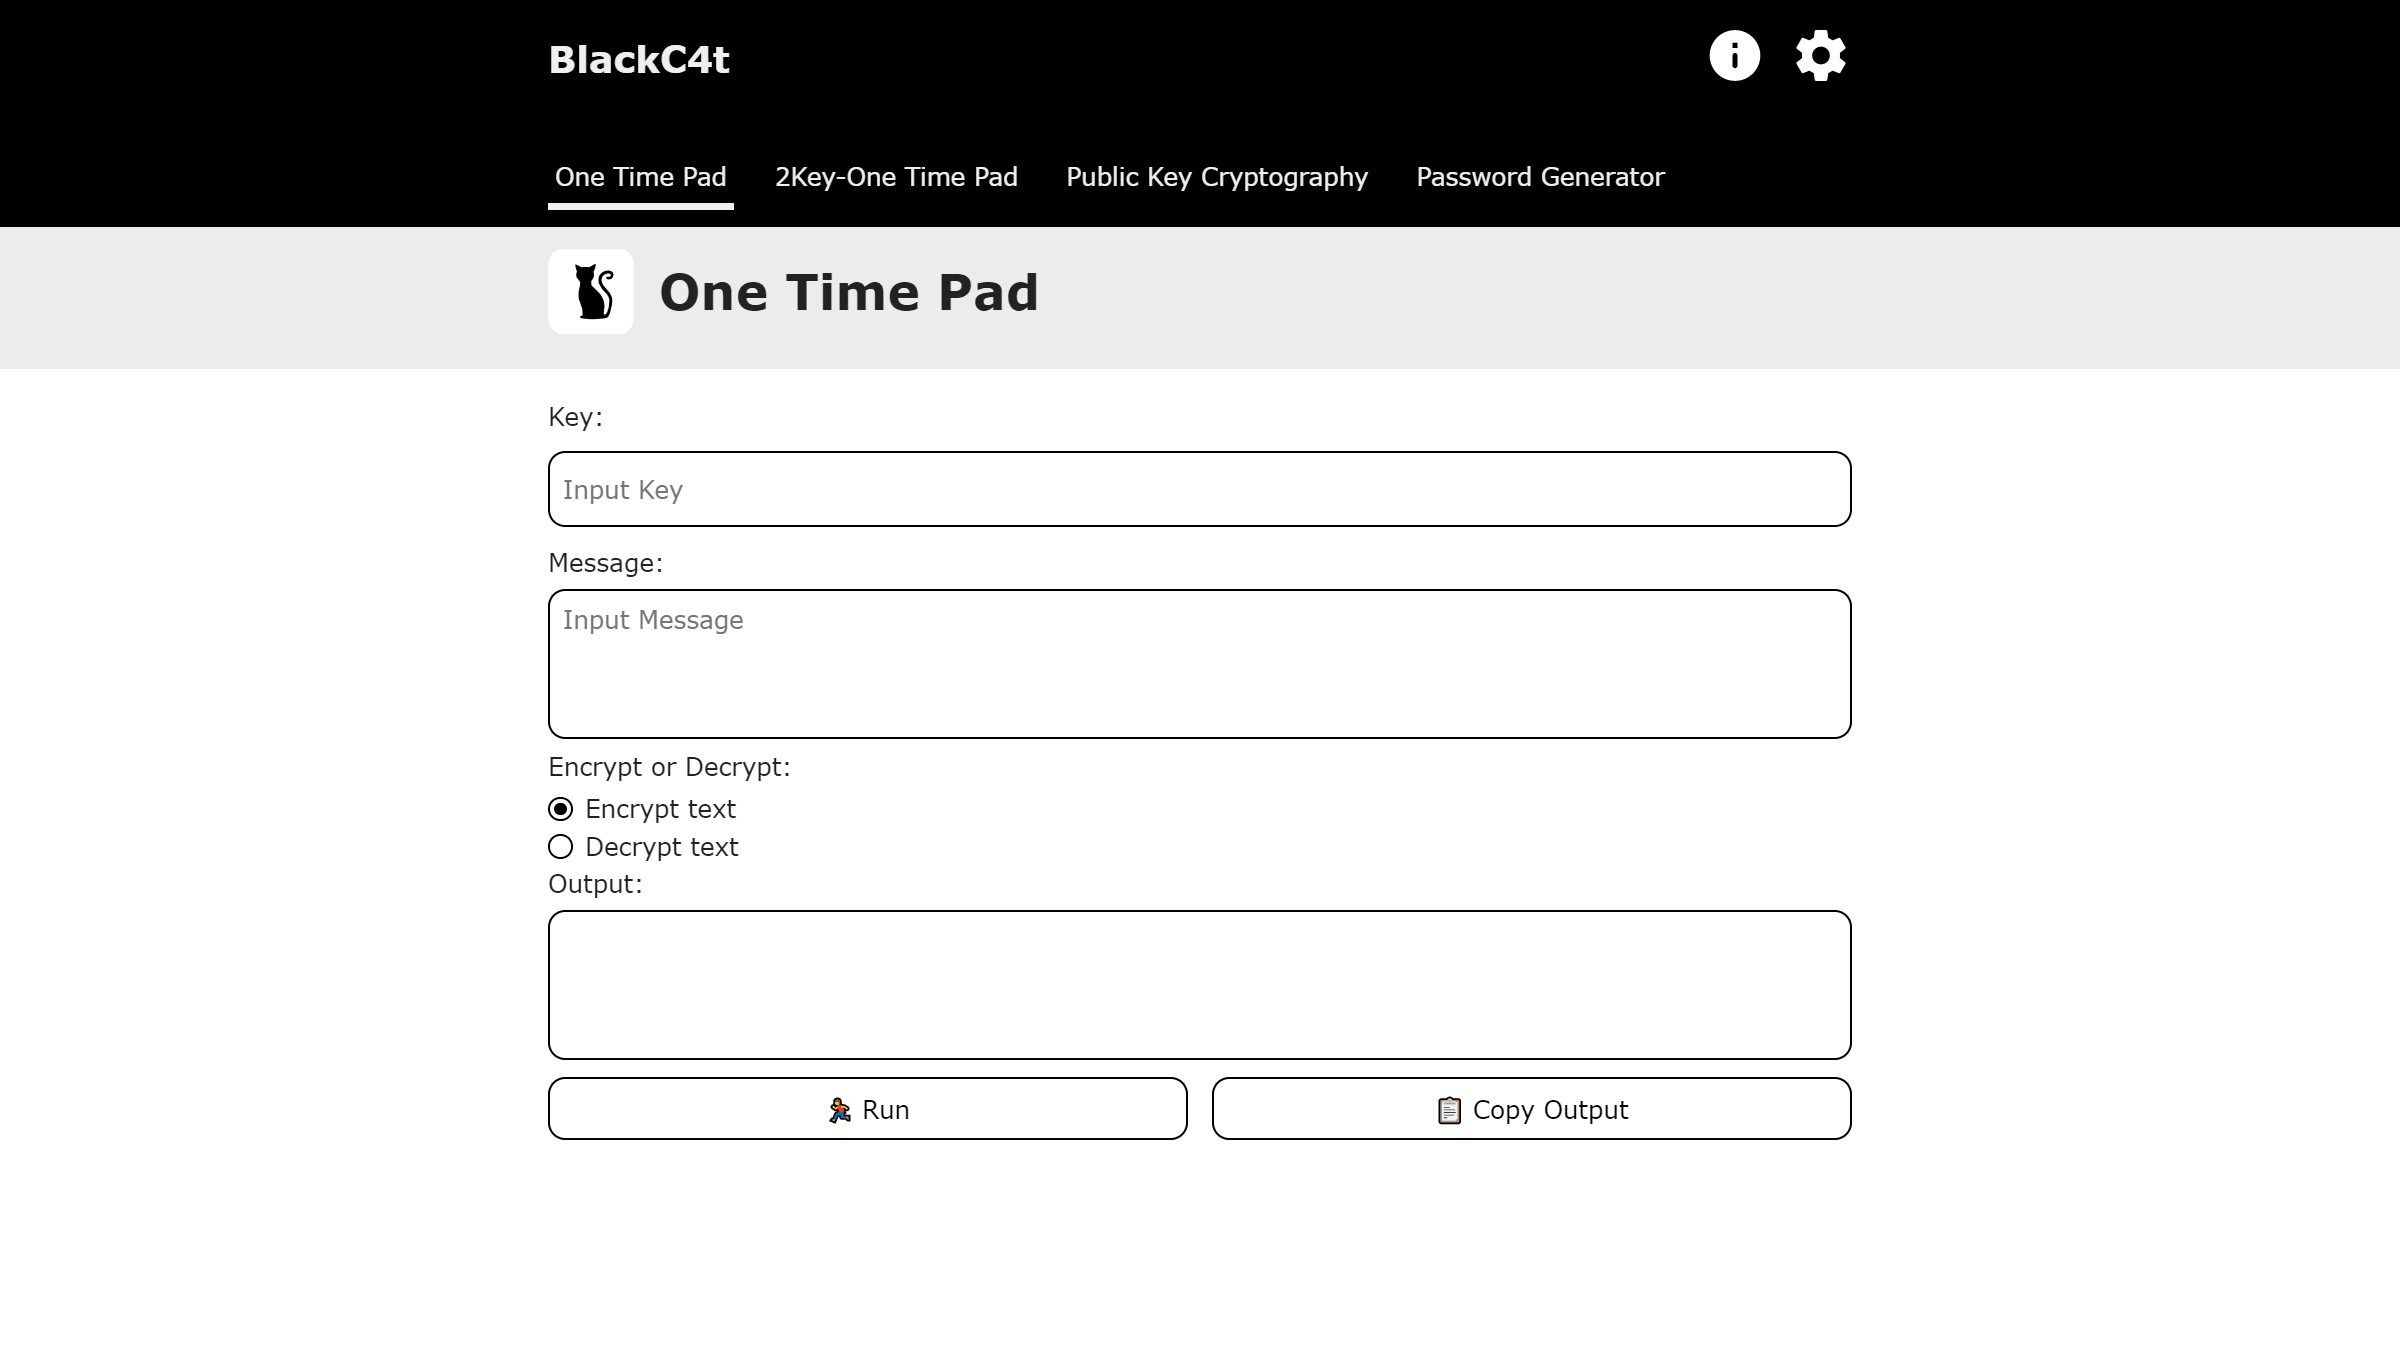 BlackC4t
One Time Pad
2Key-One Time Pad
Public Key Cryptography
Password Generator
One Time Pad
Key:
Input Key
Message:
Input Message
Encrypt or Decrypt:
Encrypt text
Decrypt text
Output:
Run
Copy Output